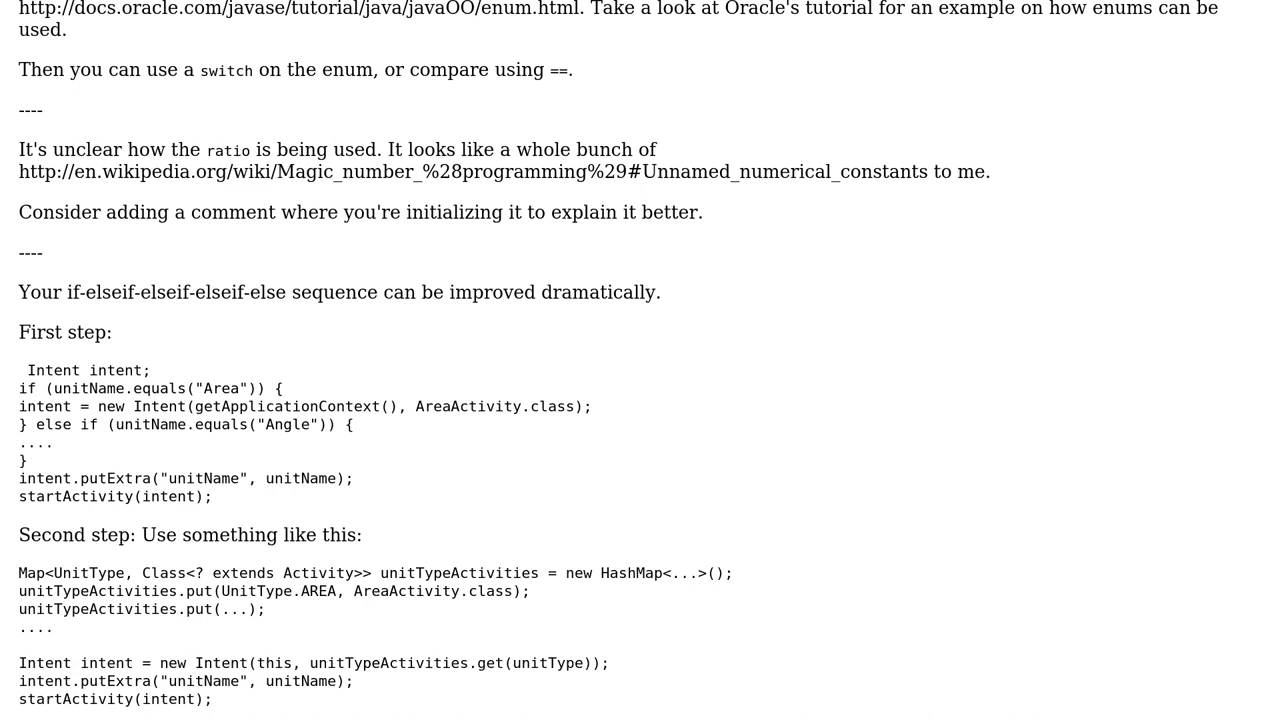 http://docs.oracle.com/javase/tutorial/java/javaOO/enum.html. Take a look at Oracle's tutorial for an example on how enums can be
used.
Then you can use a switch on the enum, or compare using ==.
----
It's unclear how the ratio is being used. It looks like a whole bunch of
http://en.wikipedia.org/wiki/Magic_number_%28programming%29#Unnamed_numerical_constants to me.
Consider adding a comment where you're initializing it to explain it better.
----
Your if-elseif-elseif-elseif-else sequence can be improved dramatically.
First step:
Intent intent;
if (unitName.equals("Area")) {
intent = new Intent(getApplicationContext(), AreaActivity.class);
} else if (unitName.equals("Angle")) {
....
}
intent.putExtra("unitName", unitName);
startActivity(intent);
Second step: Use something like this:
Map<UnitType, Class<? extends Activity>> unitTypeActivities = new HashMap<...>();
unitTypeActivities.put(UnitType.AREA, AreaActivity.class);
unitTypeActivities.put(...);
....
Intent intent = new Intent(this, unitTypeActivities.get(unitType));
intent.putExtra("unitName", unitName);
startActivity(intent);